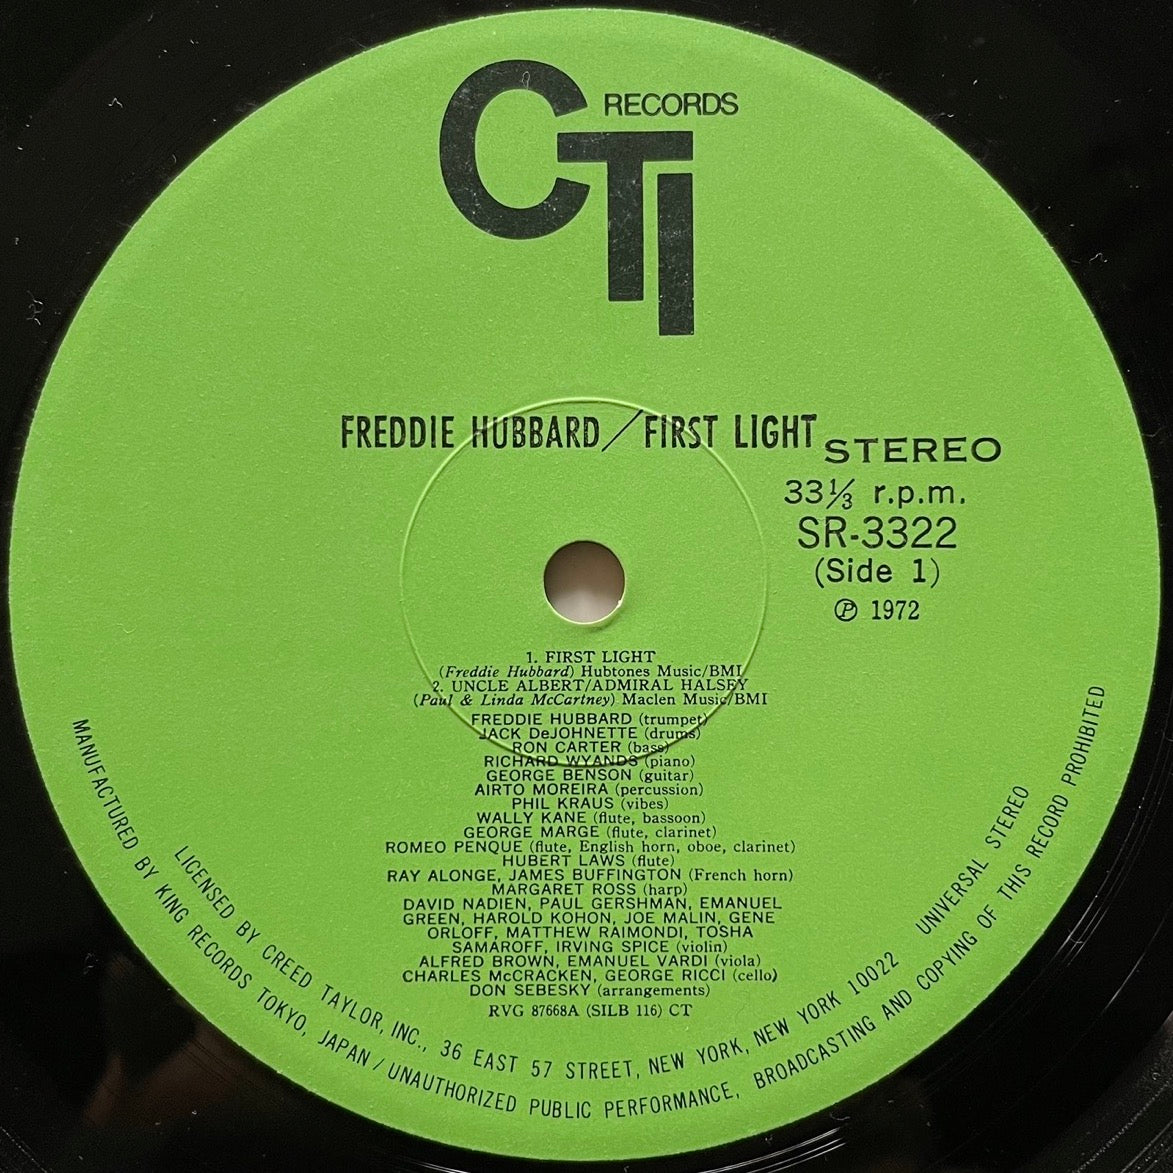 CTI RECORDS
FREDDIE HUBBARD/FIRST LIGHT
STEREO
33⅓ r.p.m.
SR-3322
(Side 1)
℗ 1972
1. FIRST LIGHT
(Freddie Hubbard) Hubtones Music/BMI
2. UNCLE ALBERT/ADMIRAL HALSEY
(Paul & Linda McCartney) Maclen Music/BMI
FREDDIE HUBBARD (trumpet)
JACK DeJOHNETTE (drums)
RON CARTER (bass)
RICHARD WYANDS (piano)
GEORGE BENSON (guitar)
AIRTO MOREIRA (percussion)
PHIL KRAUS (vibes)
WALLY KANE (flute, bassoon)
GEORGE MARGE (flute, clarinet)
ROMEO PENQUE (flute, English horn, oboe, clarinet)
HUBERT LAWS (flute)
RAY ALONGE, JAMES BUFFINGTON (French horn)
MARGARET ROSS (harp)
DAVID NADIEN, PAUL GERSHMAN, EMANUEL
GREEN, HAROLD KOHON, JOE MALIN, GENE
ORLOFF, MATTHEW RAIMONDI, TOSHA
SAMAROFF, IRVING SPICE (violin)
ALFRED BROWN, EMANUEL VARDI (viola)
CHARLES McCRACKEN, GEORGE RICCI (cello)
DON SEBESKY (arrangements)
RVG 87668A (SILB 116) CT
LICENSED BY CREED TAYLOR, INC., 36 EAST 57 STREET, NEW YORK, NEW YORK 10022 UNIVERSAL STEREO
MANUFACTURED BY KING RECORDS TOKYO, JAPAN / UNAUTHORIZED PUBLIC PERFORMANCE, BROADCASTING AND COPYING OF THIS RECORD PROHIBITED